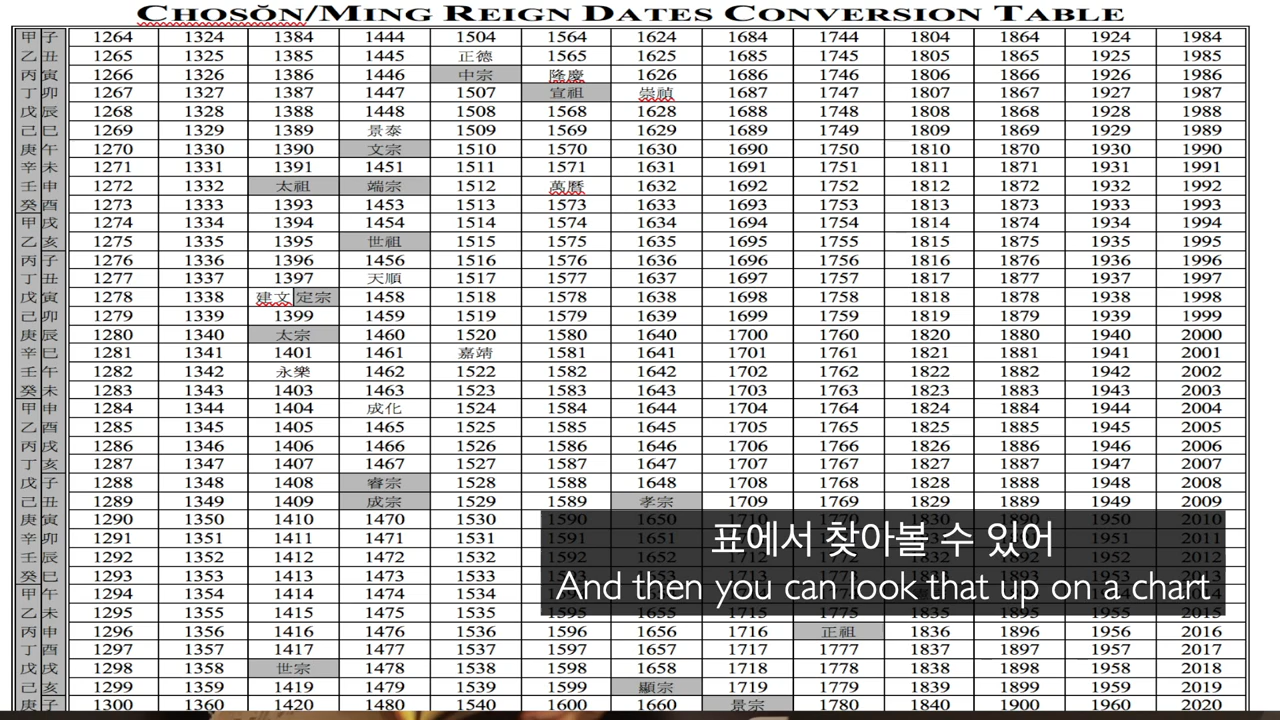 CHOSŎN/MING REIGN DATES CONVERSION TABLE
甲子 1264 1324 1384 1444 1504 1564 1624 1684 1744 1804 1864 1924 1984
乙丑 1265 1325 1385 1445 正德 1565 1625 1685 1745 1805 1865 1925 1985
丙寅 1266 1326 1386 1446 中宗 隆慶 1626 1686 1746 1806 1866 1926 1986
丁卯 1267 1327 1387 1447 1507 宣祖 崇禎 1687 1747 1807 1867 1927 1987
戊辰 1268 1328 1388 1448 1508 1568 1628 1688 1748 1808 1868 1928 1988
己巳 1269 1329 1389 景泰 1509 1569 1629 1689 1749 1809 1869 1929 1989
庚午 1270 1330 1390 文宗 1510 1570 1630 1690 1750 1810 1870 1930 1990
辛未 1271 1331 1391 1451 1511 1571 1631 1691 1751 1811 1871 1931 1991
壬申 1272 1332 太祖 端宗 1512 萬曆 1632 1692 1752 1812 1872 1932 1992
癸酉 1273 1333 1393 1453 1513 1573 1633 1693 1753 1813 1873 1933 1993
甲戌 1274 1334 1394 1454 1514 1574 1634 1694 1754 1814 1874 1934 1994
乙亥 1275 1335 1395 世祖 1515 1575 1635 1695 1755 1815 1875 1935 1995
丙子 1276 1336 1396 1456 1516 1576 1636 1696 1756 1816 1876 1936 1996
丁丑 1277 1337 1397 天順 1517 1577 1637 1697 1757 1817 1877 1937 1997
戊寅 1278 1338 建文 定宗 1458 1518 1578 1638 1698 1758 1818 1878 1938 1998
己卯 1279 1339 1399 1459 1519 1579 1639 1699 1759 1819 1879 1939 1999
庚辰 1280 1340 太宗 1460 1520 1580 1640 1700 1760 1820 1880 1940 2000
辛巳 1281 1341 1401 1461 嘉靖 1581 1641 1701 1761 1821 1881 1941 2001
壬午 1282 1342 永樂 1462 1522 1582 1642 1702 1762 1822 1882 1942 2002
癸未 1283 1343 1403 1463 1523 1583 1643 1703 1763 1823 1883 1943 2003
甲申 1284 1344 1404 成化 1524 1584 1644 1704 1764 1824 1884 1944 2004
乙酉 1285 1345 1405 1465 1525 1585 1645 1705 1765 1825 1885 1945 2005
丙戌 1286 1346 1406 1466 1526 1586 1646 1706 1766 1826 1886 1946 2006
丁亥 1287 1347 1407 1467 1527 1587 1647 1707 1767 1827 1887 1947 2007
戊子 1288 1348 1408 睿宗 1528 1588 1648 1708 1768 1828 1888 1948 2008
己丑 1289 1349 1409 成宗 1529 1589 孝宗 1709 1769 1829 1889 1949 2009
庚寅 1290 1350 1410 1470 1530 1590 1650 1710 1770 1830 1890 1950 2010
辛卯 1291 1351 1411 1471 1531 1591 1651 2011
壬辰 1292 1352 1412 1472 1532 1592 1652 1712 1772 1832 1892 1952 2012
癸巳 1293 1353 1413 1473 1533
甲午 1294 1354 1414 1474 1534
乙未 1295 1355 1415 1475 1535 1595 1655 1715 1775 1835 1895 1955 2015
丙申 1296 1356 1416 1476 1536 1596 1656 1716 正祖 1836 1896 1956 2016
丁酉 1297 1357 1417 1477 1537 1597 1657 1717 1777 1837 1897 1957 2017
戊戌 1298 1358 世宗 1478 1538 1598 1658 1718 1778 1838 1898 1958 2018
己亥 1299 1359 1419 1479 1539 1599 顯宗 1719 1779 1839 1899 1959 2019
庚子 1300 1360 1420 1480 1540 1600 1660 景宗 1780 1840 1900 1960 2020
표에서 찾아볼 수 있어
And then you can look that up on a chart